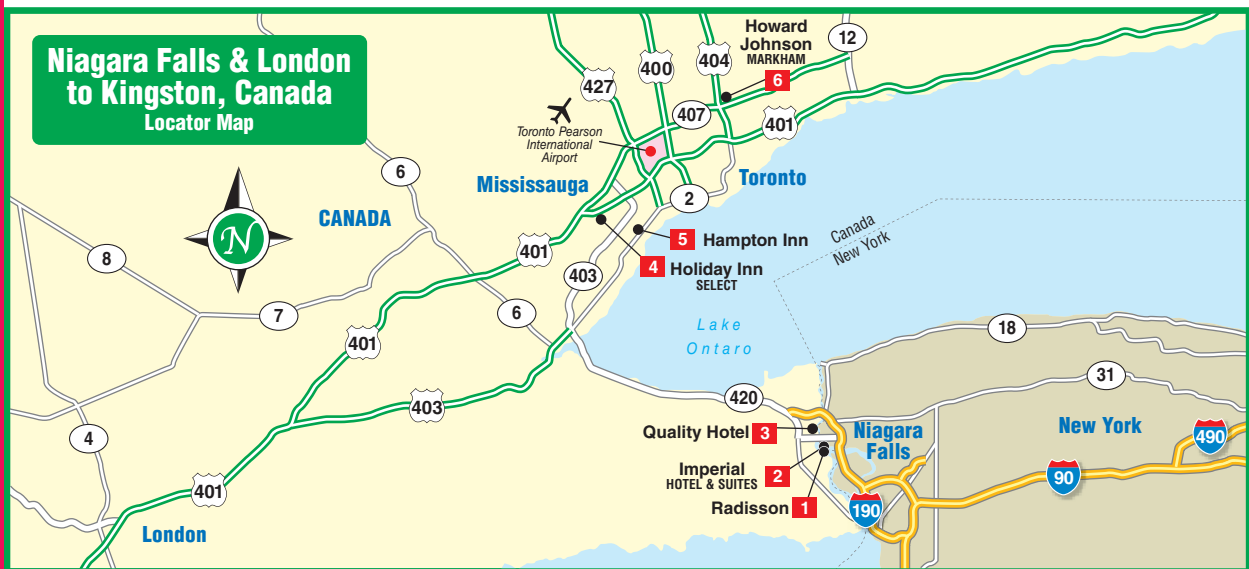 Niagara Falls & London
to Kingston, Canada
Locator Map
Howard
Johnson
MARKHAM
6
12
490
427
400
404
407
401
Toronto Pearson
International
Airport
Mississauga
Toronto
2
6
CANADA
N
8
401
403
5 Hampton Inn
4 Holiday Inn
SELECT
Canada
New York
7
6
401
Lake
Ontaro
18
31
403
420
4
Quality Hotel 3
Niagara
Falls
New York
490
Imperial
HOTEL & SUITES
2
90
Radisson 1
190
401
London